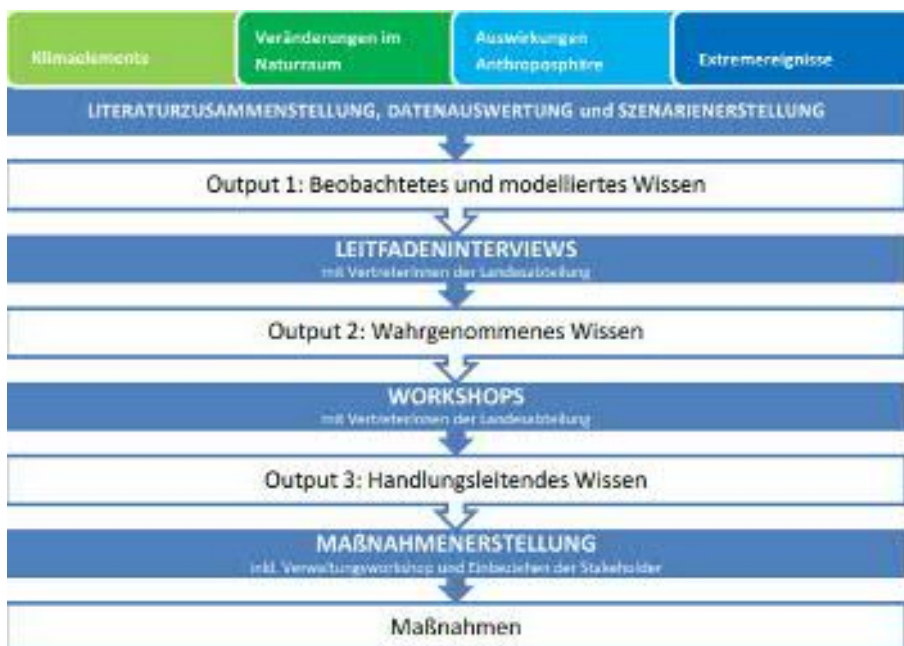 Klimaelemente
Veränderungen im
Naturraum
Auswirkungen
Anthroposphäre
Extremereignisse
LITERATURZUSAMMENSTELLUNG, DATENAUSWERTUNG und SZENARIENERSTELLUNG
Output 1: Beobachtetes und modelliertes Wissen
LEITFADENINTERVIEWS
mit VertreterInnen der Landesabteilung
Output 2: Wahrgenommenes Wissen
WORKSHOPS
mit VertreterInnen der Landesabteilung
Output 3: Handlungsleitendes Wissen
MAßNAHMENERSTELLUNG
inkl. Verwaltungsworkshop und Einbeziehen der Stakeholder
Maßnahmen